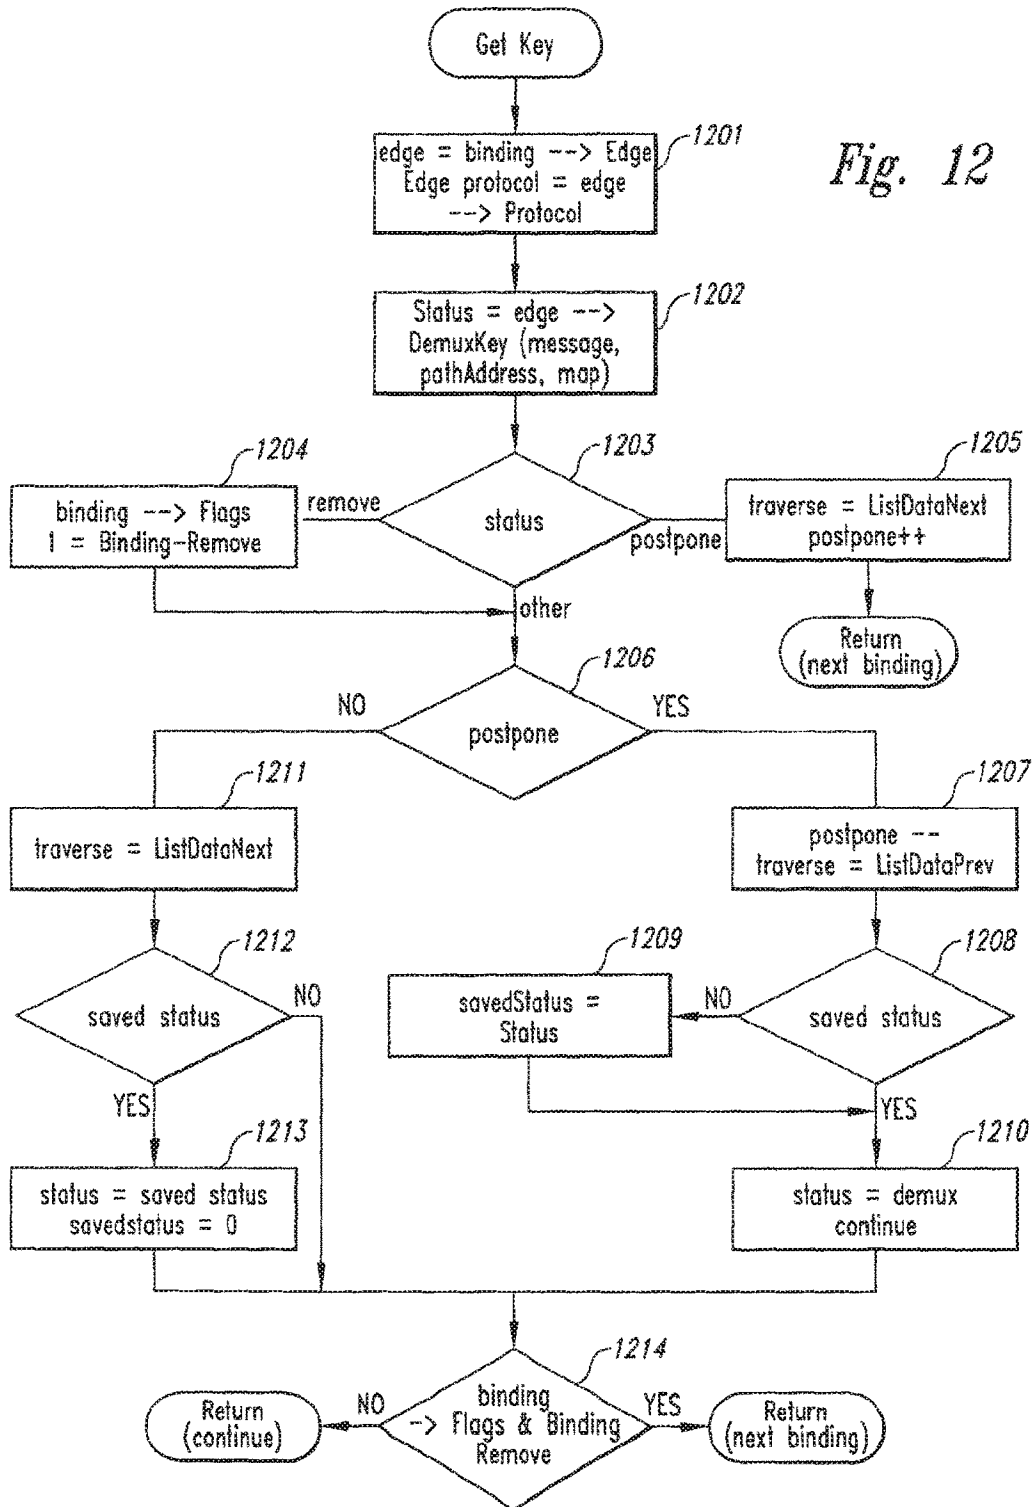 Get Key
1201
edge = binding --> Edge
Edge protocol = edge
--> Protocol
Fig. 12
1202
Status = edge -->
DemuxKey (message,
pathAddress, map)
1203
status
remove
postpone
other
1204
binding --> Flags
1 = Binding-Remove
1205
traverse = ListDataNext
postpone++
Return
(next binding)
1206
postpone
NO
YES
1211
traverse = ListDataNext
1207
postpone --
traverse = ListDataPrev
1212
saved status
NO
YES
1209
savedStatus =
Status
1208
saved status
NO
YES
1213
status = saved status
savedstatus = 0
1210
status = demux
continue
1214
binding
-> Flags & Binding
Remove
NO
YES
Return
(continue)
Return
(next binding)